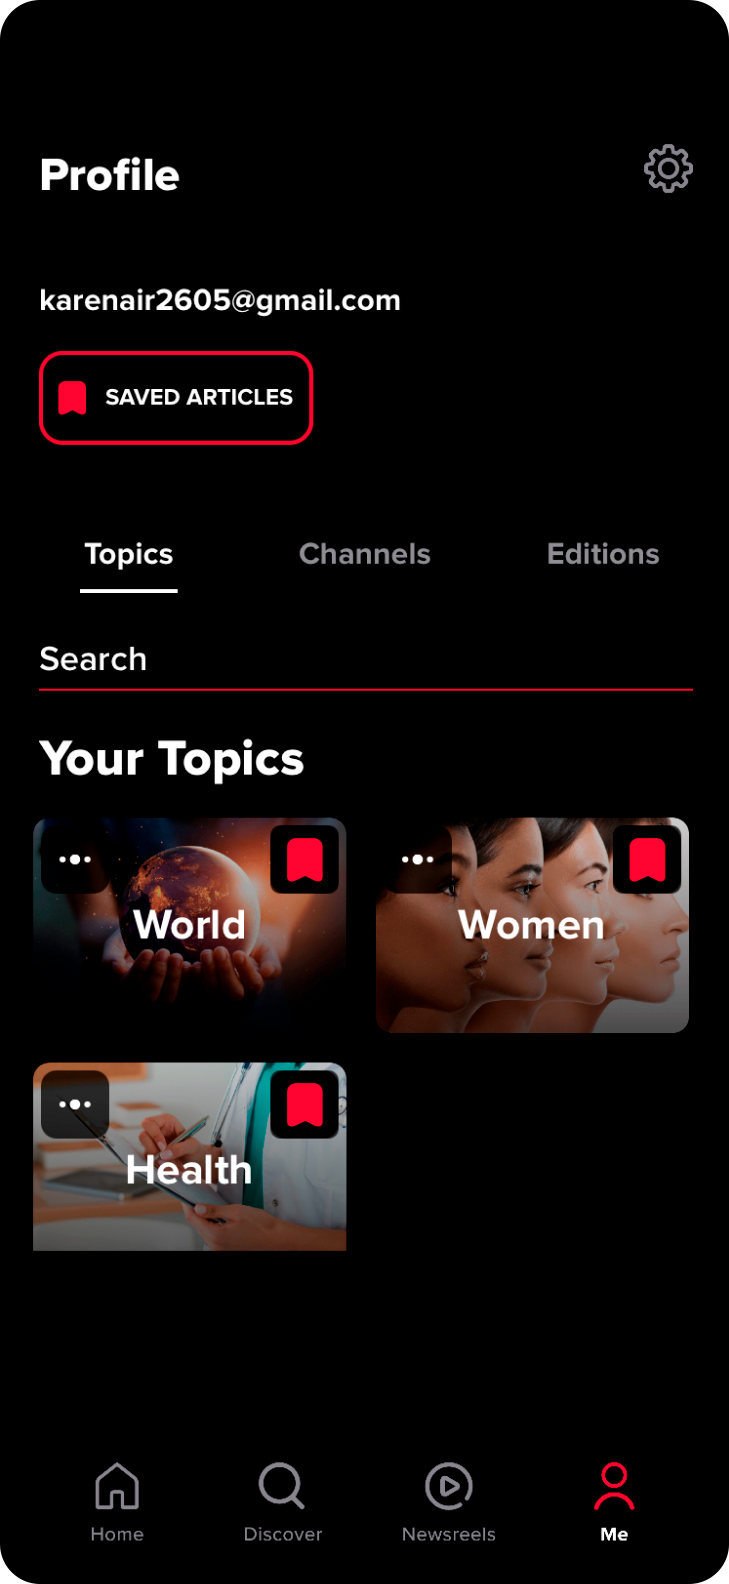 Profile
karenair2605@gmail.com
SAVED ARTICLES
Topics Channels Editions
Search
Your Topics
World Women
Health
Home Discover Newsreels Me